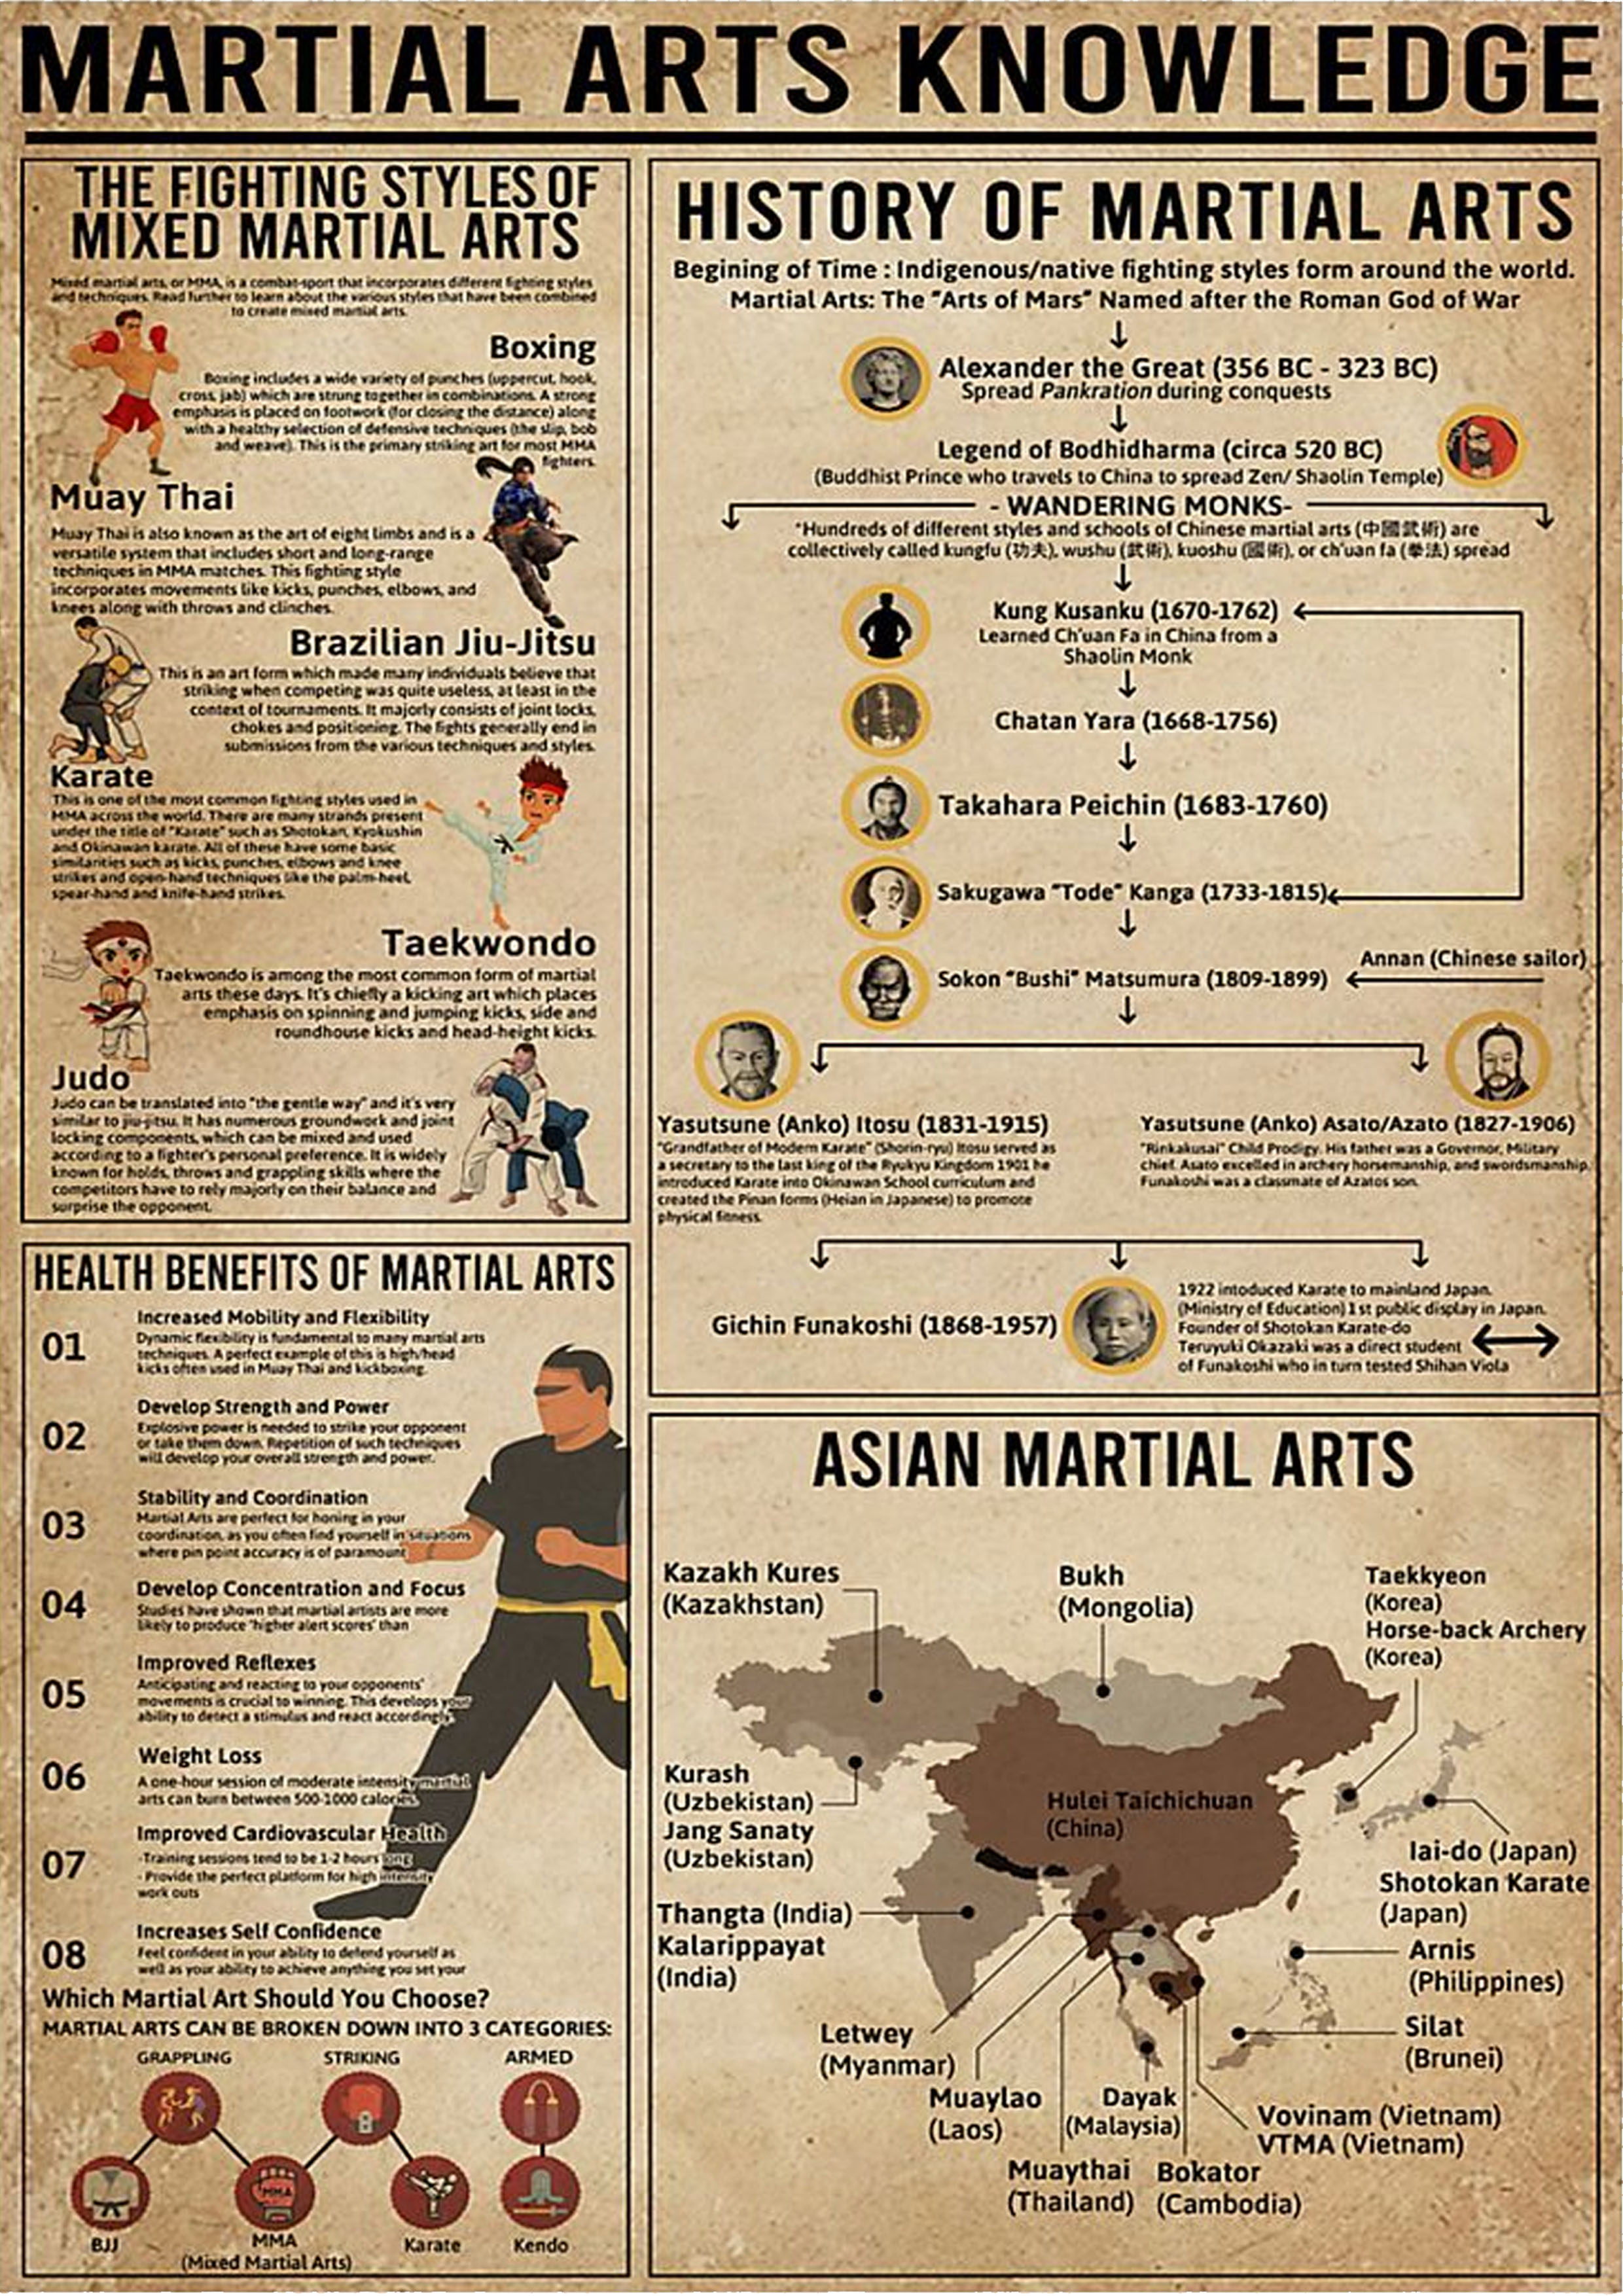 MARTIAL ARTS KNOWLEDGE
THE FIGHTING STYLES OF
MIXED MARTIAL ARTS
Mixed martial arts, or MMA, is a combat-sport that incorporates different fighting styles
and techniques. Read further to learn about the various styles that have been combined
to create mixed martial arts.
Boxing
Boxing includes a wide variety of punches (uppercut, hook,
cross, jab) which are strung together in combinations. A strong
emphasis is placed on footwork (for closing the distance) along
with a healthy selection of defensive techniques (the slip, bob
and weave). This is the primary striking art for most MMA
fighters.
Muay Thai
Muay Thai is also known as the art of eight limbs and is a
versatile system that includes short and long-range
techniques in MMA matches. This fighting style
incorporates movements like kicks, punches, elbows, and
knees along with throws and clinches.
Brazilian Jiu-Jitsu
This is an art form which made many individuals believe that
striking when competing was quite useless, at least in the
context of tournaments. It majorly consists of joint locks,
chokes and positioning. The fights generally end in
submissions from the various techniques and styles.
Karate
This is one of the most common fighting styles used in
MMA across the world. There are many strands present
under the title of "Karate" such as Shotokan, Kyokushin
and Okinawan karate. All of these have some basic
similarities such as kicks, punches, elbows and knee
strikes and open-hand techniques like the palm-heel,
spear-hand and knife-hand strikes.
Taekwondo
Taekwondo is among the most common form of martial
arts these days. It's chiefly a kicking art which places
emphasis on spinning and jumping kicks, side and
roundhouse kicks and head-height kicks.
Judo
Judo can be translated into "the gentle way" and it's very
similar to jiu-jitsu. It has numerous groundwork and joint
locking components, which can be mixed and used
according to a fighter's personal preference. It is widely
known for holds, throws and grappling skills where the
competitors have to rely majorly on their balance and
surprise the opponent.
HEALTH BENEFITS OF MARTIAL ARTS
01
Increased Mobility and Flexibility
Dynamic flexibility is fundamental to many martial arts
techniques. A perfect example of this is high/head
kicks often used in Muay Thai and kickboxing.
02
Develop Strength and Power
Explosive power is needed to strike your opponent
or take them down. Repetition of such techniques
will develop your overall strength and power.
03
Stability and Coordination
Martial Arts are perfect for honing in your
coordination, as you often find yourself in situations
where pin point accuracy is of paramount
04
Develop Concentration and Focus
Studies have shown that martial artists are more
likely to produce "higher alert scores" than
05
Improved Reflexes
Anticipating and reacting to your opponents'
movements is crucial to winning. This develops your
ability to detect a stimulus and react accordingly.
06
Weight Loss
A one-hour session of moderate intensity martial
arts can burn between 500-1000 calories.
07
Improved Cardiovascular Health
-Training sessions tend to be 1-2 hours long
- Provide the perfect platform for high intensity
work outs
08
Increases Self Confidence
Feel confident in your ability to defend yourself as
well as your ability to achieve anything you set your
Which Martial Art Should You Choose?
MARTIAL ARTS CAN BE BROKEN DOWN INTO 3 CATEGORIES:
GRAPPLING STRIKING ARMED
MMA
BJJ MMA Karate Kendo
(Mixed Martial Arts)
HISTORY OF MARTIAL ARTS
Begining of Time : Indigenous/native fighting styles form around the world.
Martial Arts: The "Arts of Mars" Named after the Roman God of War
Alexander the Great (356 BC - 323 BC)
Spread Pankration during conquests
Legend of Bodhidharma (circa 520 BC)
(Buddhist Prince who travels to China to spread Zen/ Shaolin Temple)
- WANDERING MONKS-
"Hundreds of different styles and schools of Chinese martial arts (中國武術) are
collectively called kungfu (功夫), wushu (武術), kuoshu (國術), or ch'uan fa (拳法) spread
Kung Kusanku (1670-1762)
Learned Ch'uan Fa in China from a
Shaolin Monk
Chatan Yara (1668-1756)
Takahara Peichin (1683-1760)
Sakugawa "Tode" Kanga (1733-1815)
Annan (Chinese sailor)
Sokon "Bushi" Matsumura (1809-1899)
Yasutsune (Anko) Itosu (1831-1915)
"Grandfather of Modern Karate" (Shorin-ryu) Itosu served as
a secretary to the last king of the Ryukyu Kingdom 1901 he
introduced Karate into Okinawan School curriculum and
created the Pinan forms (Heian in Japanese) to promote
physical fitness.
Yasutsune (Anko) Asato/Azato (1827-1906)
"Rinkakusai" Child Prodigy. His father was a Governor, Military
chief. Asato excelled in archery horsemanship, and swordsmanship.
Funakoshi was a classmate of Azatos son.
Gichin Funakoshi (1868-1957)
1922 intoduced Karate to mainland Japan.
(Ministry of Education) 1 st public display in Japan.
Founder of Shotokan Karate-do
Teruyuki Okazaki was a direct student
of Funakoshi who in turn tested Shihan Viola
ASIAN MARTIAL ARTS
Kazakh Kures
(Kazakhstan)
Bukh
(Mongolia)
Taekkyeon
(Korea)
Horse-back Archery
(Korea)
Kurash
(Uzbekistan)
Jang Sanaty
(Uzbekistan)
Hulei Taichichuan
(China)
Iai-do (Japan)
Shotokan Karate
(Japan)
Thangta (India)
Kalarippayat
(India)
Arnis
(Philippines)
Silat
(Brunei)
Letwey
(Myanmar)
Muaylao
(Laos)
Dayak
(Malaysia)
Vovinam (Vietnam)
VTMA (Vietnam)
Muaythai
(Thailand)
Bokator
(Cambodia)